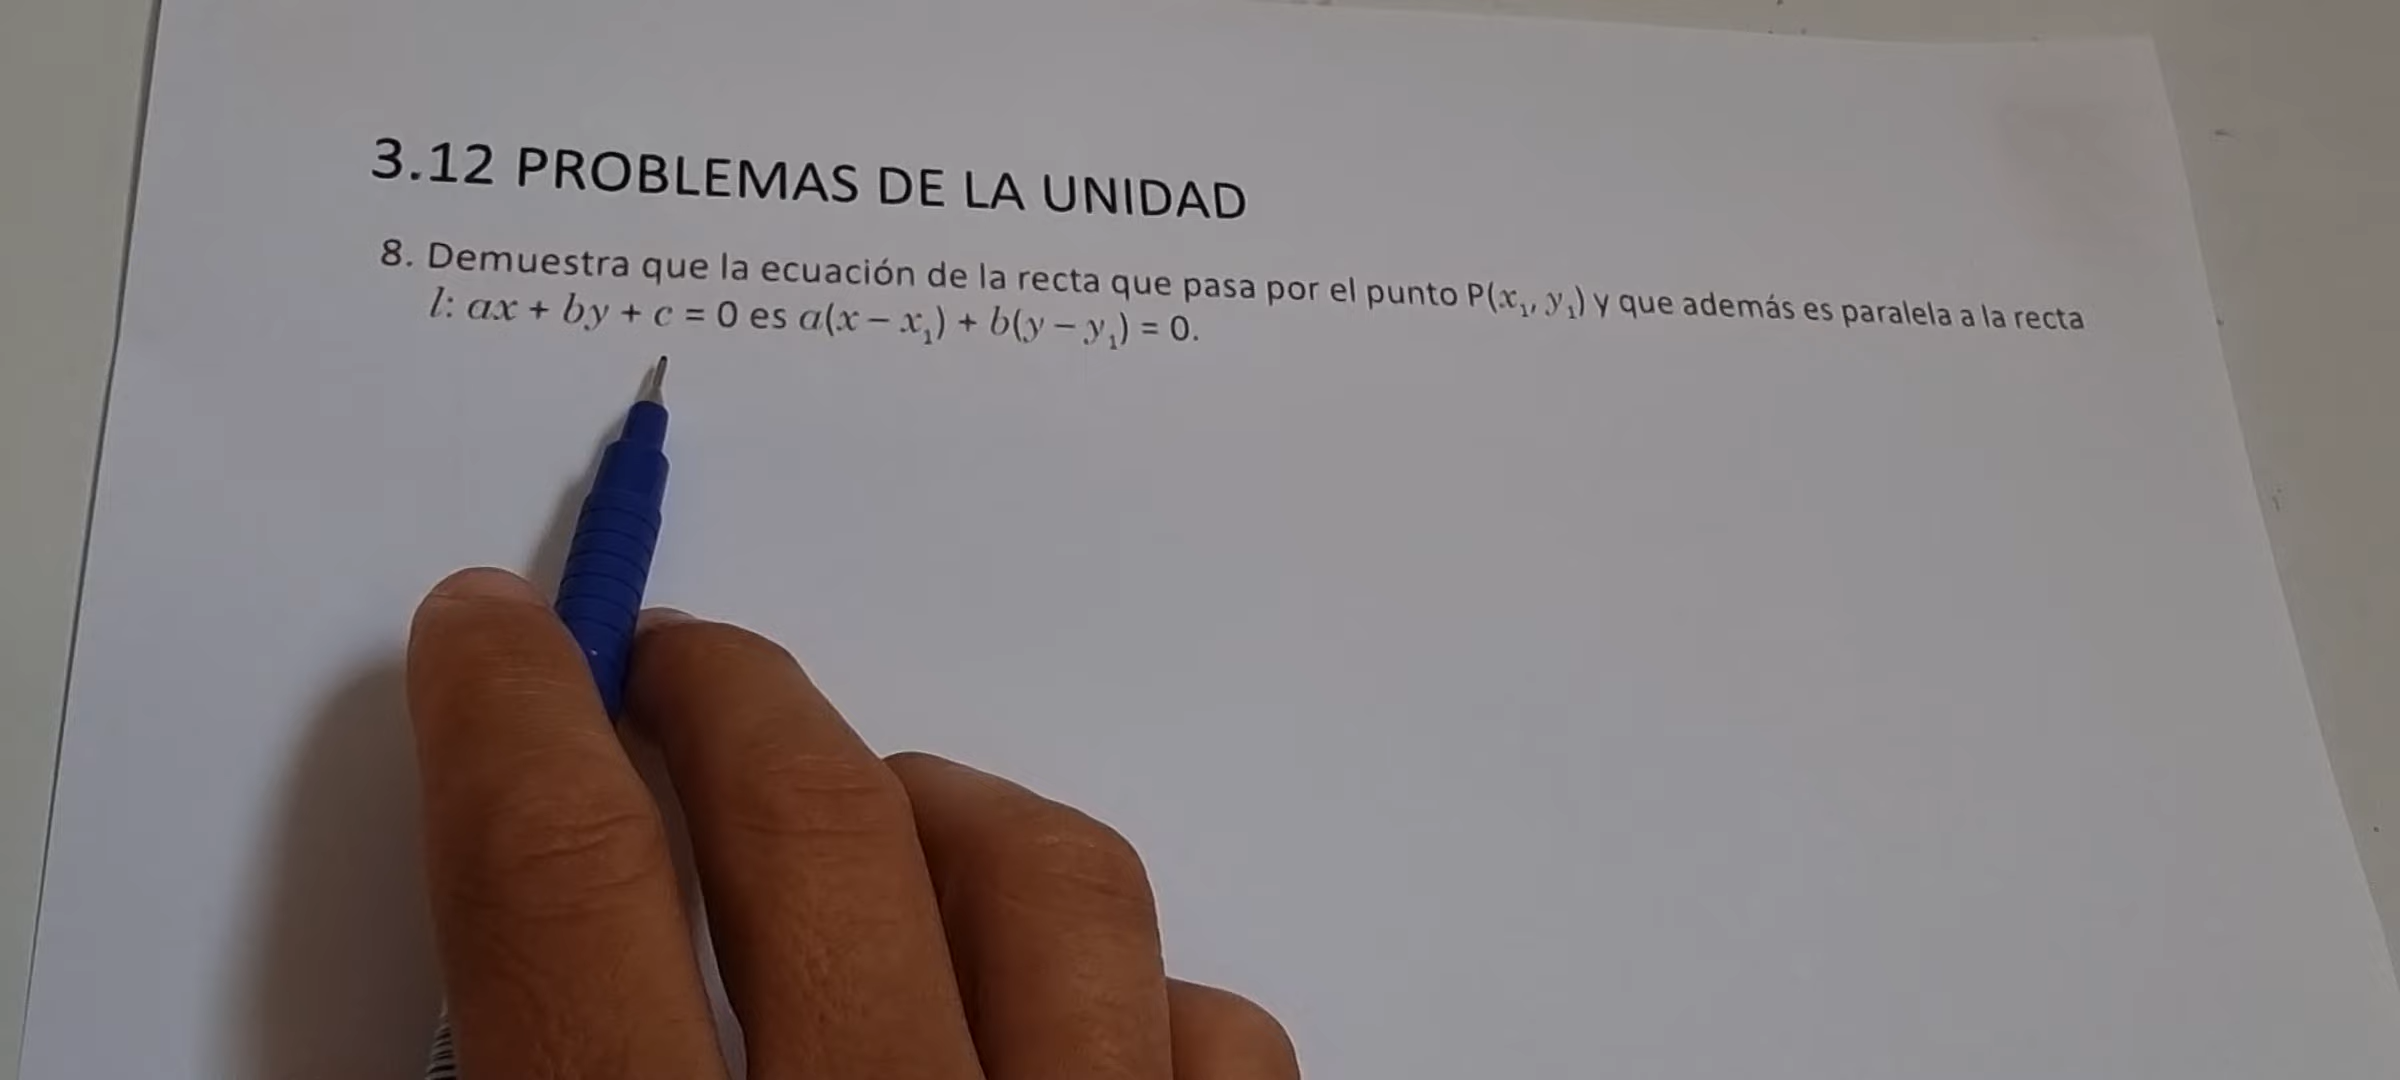 3.12 PROBLEMAS DE LA UNIDAD
8. Demuestra que la ecuación de la recta que pasa por el punto P(x₁, y₁) y que además es paralela a la recta
l: ax + by + c = 0 es a(x – x₁) + b(y – y₁) = 0.